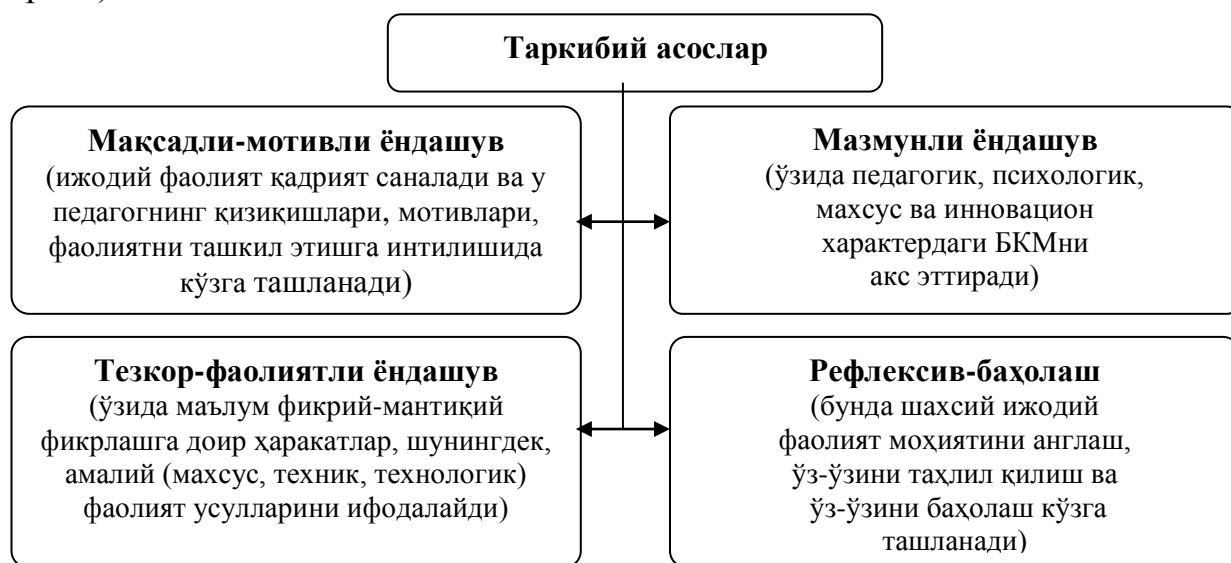 Таркибий асослар
Мақсадли-мотивли ёндашув
(ижодий фаолият қадрият саналади ва у
педагогнинг қизиқишлари, мотивлари,
фаолиятни ташкил этишга интилишида
кўзга ташланади)
Мазмунли ёндашув
(ўзида педагогик, психологик,
махсус ва инновацион
характердаги БКМни
акс эттиради)
Тезкор-фаолиятли ёндашув
(ўзида маълум фикрий-мантиқий
фикрлашга доир ҳаракатлар, шунингдек,
амалий (махсус, техник, технологик)
фаолият усулларини ифодалайди)
Рефлексив-баҳолаш
(бунда шахсий ижодий
фаолият моҳиятини англаш,
ўз-ўзини таҳлил қилиш ва
ўз-ўзини баҳолаш кўзга
ташланади)